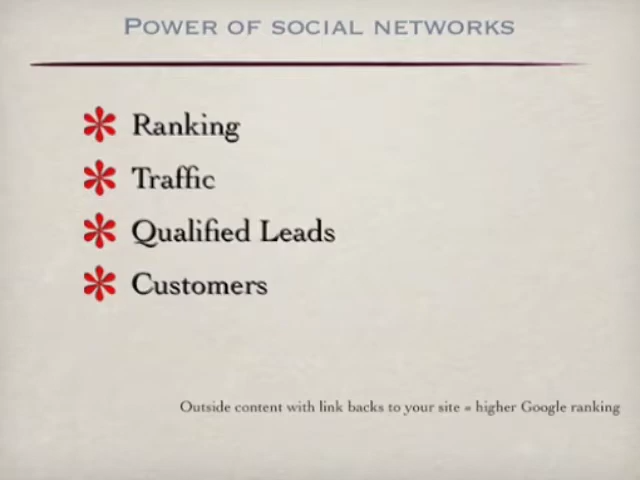 Power of social networks
Ranking
Traffic
Qualified Leads
Customers
Outside content with link backs to your site = higher Google ranking